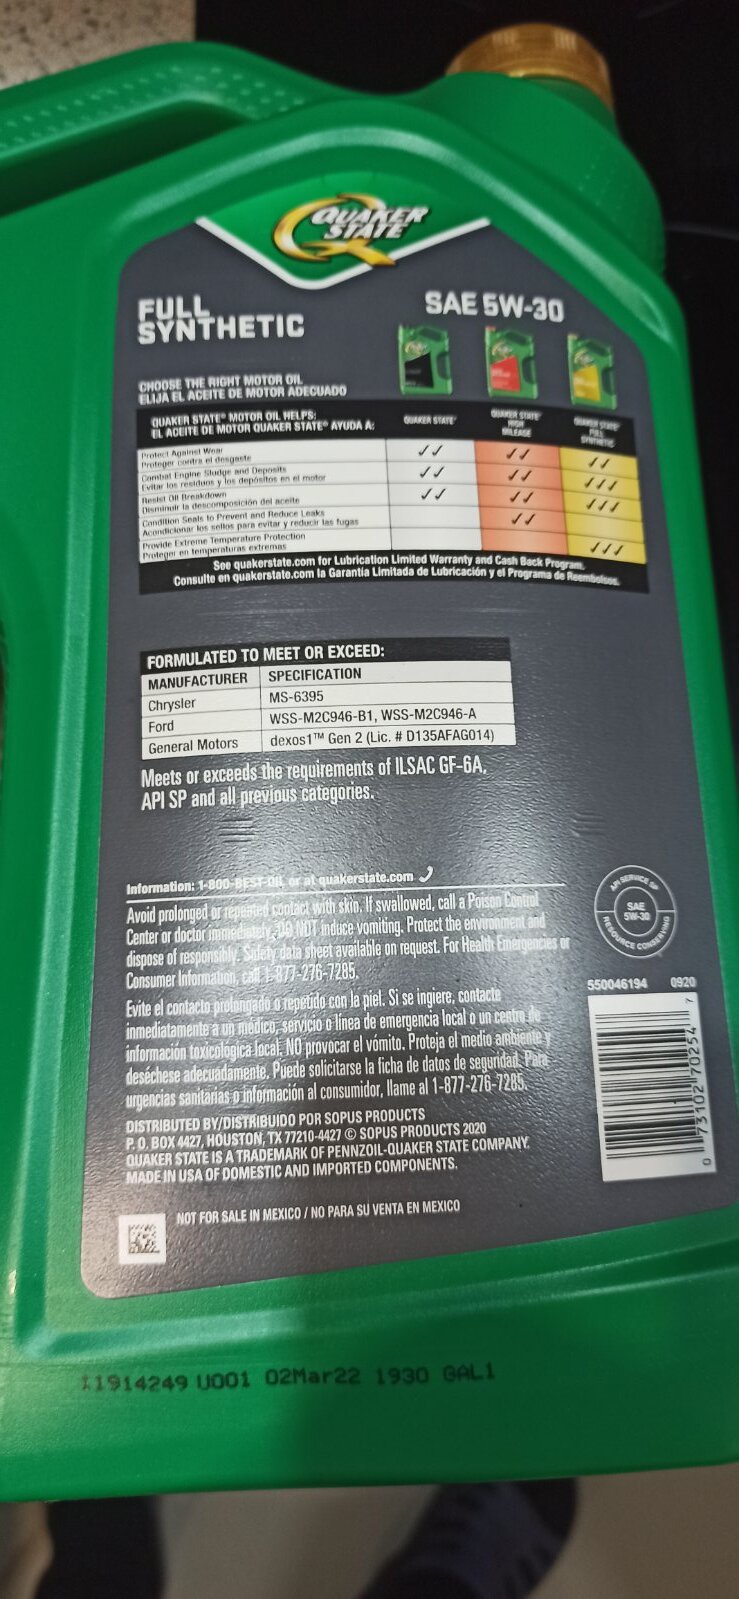 QUAKER
STATE
FULL
SYNTHETIC
SAE 5W-30
CHOOSE THE RIGHT MOTOR OIL
ELIJA EL ACEITE DE MOTOR ADECUADO
QUAKER STATE® MOTOR OIL HELPS:
EL ACEITE DE MOTOR QUAKER STATE® AYUDA A:
QUAKER STATE®
QUAKER STATE®
HIGH
MILEAGE
QUAKER STATE®
FULL
SYNTHETIC
Protect Against Wear
Proteger contra el desgaste
✓✓ ✓✓ ✓✓
Combat Engine Sludge and Deposits
Evitar los residuos y los depósitos en el motor
✓✓ ✓✓ ✓✓✓
Resist Oil Breakdown
Disminuir la descomposición del aceite
✓✓ ✓✓ ✓✓✓
Condition Seals to Prevent and Reduce Leaks
Acondicionar los sellos para evitar y reducir las fugas
✓✓
Provide Extreme Temperature Protection
Proteger en temperaturas extremas
✓✓✓
See quakerstate.com for Lubrication Limited Warranty and Cash Back Program.
Consulte en quakerstate.com la Garantía Limitada de Lubricación y el Programa de Reembolsos.
FORMULATED TO MEET OR EXCEED:
MANUFACTURER SPECIFICATION
Chrysler MS-6395
Ford WSS-M2C946-B1, WSS-M2C946-A
General Motors dexos1™ Gen 2 (Lic. # D135AFAG014)
Meets or exceeds the requirements of ILSAC GF-6A,
API SP and all previous categories.
Information: 1-800-BEST-OIL or at quakerstate.com
Avoid prolonged or repeated contact with skin. If swallowed, call a Poison Control
Center or doctor immediately. DO NOT induce vomiting. Protect the environment and
dispose of responsibly. Safety data sheet available on request. For Health Emergencies or
Consumer Information, call 1-877-276-7285.
Evite el contacto prolongado o repetido con la piel. Si se ingiere, contacte
inmediatamente a un médico, servicio o línea de emergencia local o un centro de
información toxicológica local. NO provocar el vómito. Proteja el medio ambiente y
deséchese adecuadamente. Puede solicitarse la ficha de datos de seguridad. Para
urgencias sanitarias o información al consumidor, llame al 1-877-276-7285.
API SERVICE SP
SAE
5W-30
RESOURCE CONSERVING
550046194 0920
0 73102 70254 7
DISTRIBUTED BY/DISTRIBUIDO POR SOPUS PRODUCTS
P. O. BOX 4427, HOUSTON, TX 77210-4427 © SOPUS PRODUCTS 2020
QUAKER STATE IS A TRADEMARK OF PENNZOIL-QUAKER STATE COMPANY.
MADE IN USA OF DOMESTIC AND IMPORTED COMPONENTS.
NOT FOR SALE IN MEXICO / NO PARA SU VENTA EN MEXICO
11914249 U001 02Mar22 1930 GAL1